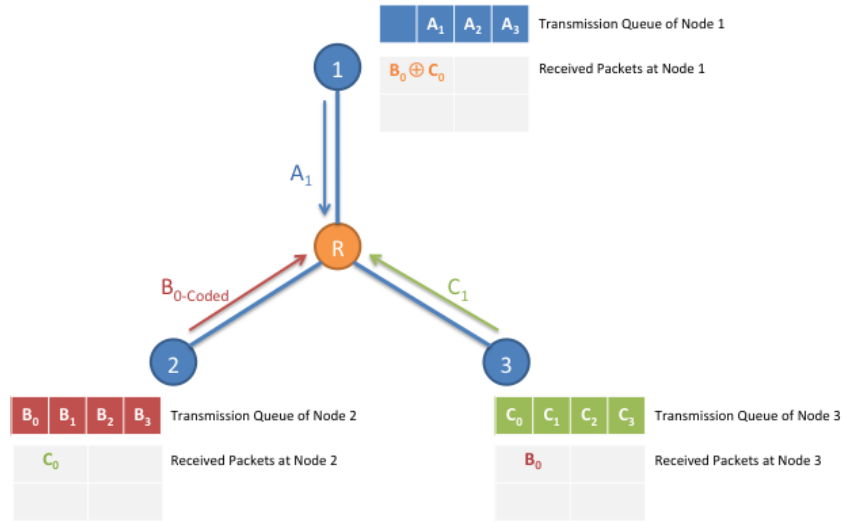 A₁ A₂ A₃ Transmission Queue of Node 1
B₀ ⊕ C₀ Received Packets at Node 1
1
A₁
R
B₀₋Coded
C₁
2
3
B₀ B₁ B₂ B₃ Transmission Queue of Node 2
C₀ Received Packets at Node 2
C₀ C₁ C₂ C₃ Transmission Queue of Node 3
B₀ Received Packets at Node 3